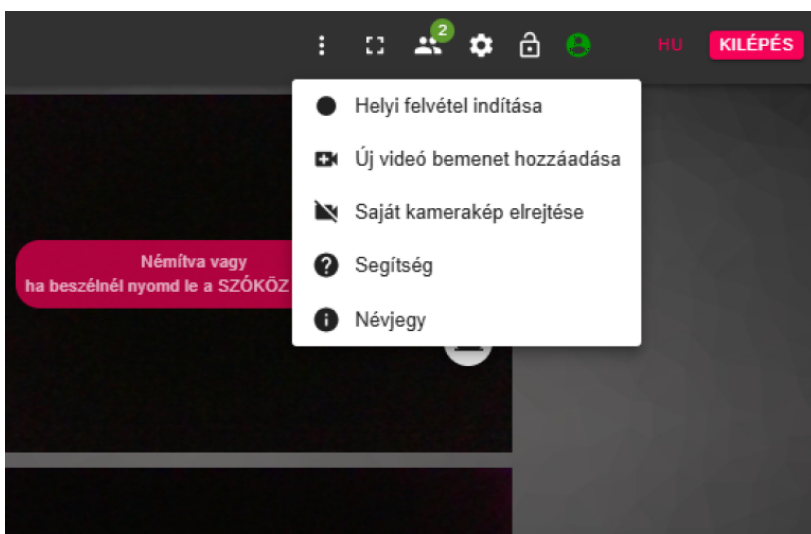 2
HU
KILÉPÉS
Helyi felvétel indítása
Új videó bemenet hozzáadása
Saját kamerakép elrejtése
Segítség
Névjegy
Némítva vagy
ha beszélnél nyomd le a SZÓKÖZ